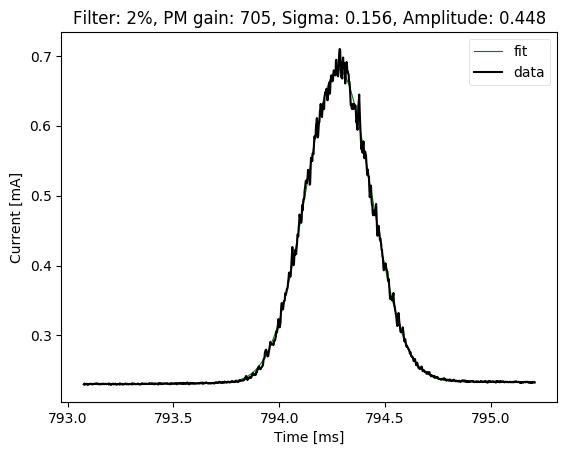 Filter: 2%, PM gain: 705, Sigma: 0.156, Amplitude: 0.448
fit
data
0.7
0.6
0.5
0.4
0.3
Current [mA]
793.0 793.5 794.0 794.5 795.0
Time [ms]